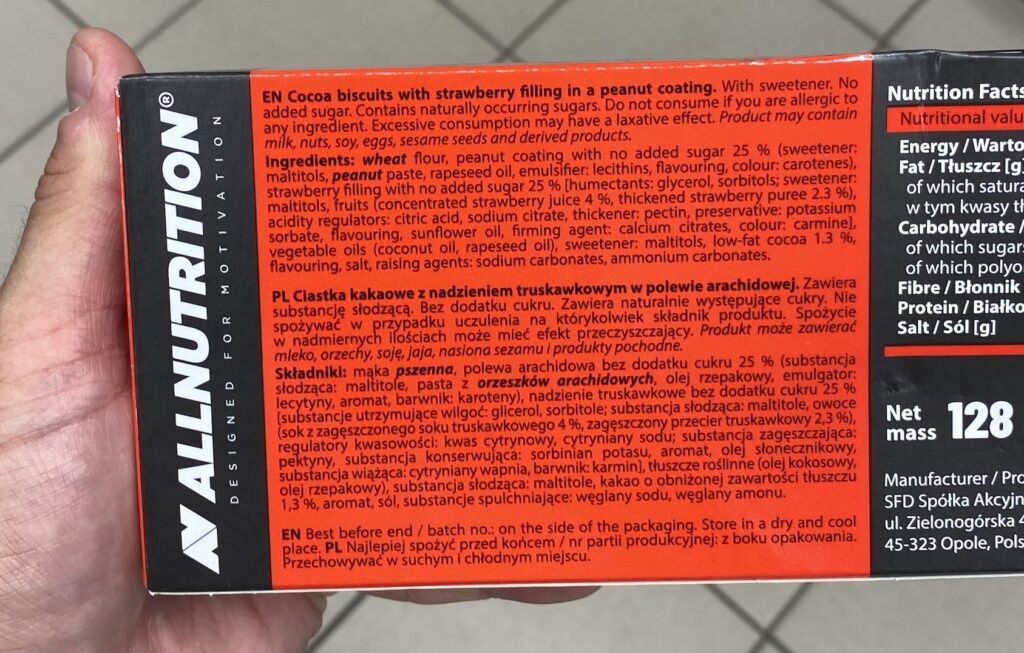 AV ALLNUTRITION®
DESIGNED FOR MOTIVATION
EN Cocoa biscuits with strawberry filling in a peanut coating. With sweetener. No
added sugar. Contains naturally occurring sugars. Do not consume if you are allergic to
any ingredient. Excessive consumption may have a laxative effect. Product may contain
milk, nuts, soy, eggs, sesame seeds and derived products.
Ingredients: wheat flour, peanut coating with no added sugar 25 % (sweetener:
maltitols, peanut paste, rapeseed oil, emulsifier: lecithins, flavouring, colour: carotenes),
strawberry filling with no added sugar 25 % [humectants: glycerol, sorbitols; sweetener:
maltitols, fruits (concentrated strawberry juice 4 %, thickened strawberry puree 2.3 %),
acidity regulators: citric acid, sodium citrate, thickener: pectin, preservative: potassium
sorbate, flavouring, sunflower oil, firming agent: calcium citrates, colour: carmine],
vegetable oils (coconut oil, rapeseed oil), sweetener: maltitols, low-fat cocoa 1.3 %,
flavouring, salt, raising agents: sodium carbonates, ammonium carbonates.
PL Ciastka kakaowe z nadzieniem truskawkowym w polewie arachidowej. Zawiera
substancję słodzącą. Bez dodatku cukru. Zawiera naturalnie występujące cukry. Nie
spożywać w przypadku uczulenia na którykolwiek składnik produktu. Spożycie
w nadmiernych ilościach może mieć efekt przeczyszczający. Produkt może zawierać
mleko, orzechy, soję, jaja, nasiona sezamu i produkty pochodne.
Składniki: mąka pszenna, polewa arachidowa bez dodatku cukru 25 % (substancja
słodząca: maltitole, pasta z orzeszków arachidowych, olej rzepakowy, emulgator:
lecytyny, aromat, barwnik: karoteny), nadzienie truskawkowe bez dodatku cukru 25 %
[substancje utrzymujące wilgoć: glicerol, sorbitole; substancja słodząca: maltitole, owoce
(sok z zagęszczonego soku truskawkowego 4 %, zagęszczony przecier truskawkowy 2,3 %),
regulatory kwasowości: kwas cytrynowy, cytryniany sodu; substancja zagęszczająca:
pektyny, substancja konserwująca: sorbinian potasu, aromat, olej słonecznikowy,
substancja wiążąca: cytryniany wapnia, barwnik: karmin], tłuszcze roślinne (olej kokosowy,
olej rzepakowy), substancja słodząca: maltitole, kakao o obniżonej zawartości tłuszczu
1,3 %, aromat, sól, substancje spulchniające: węglany sodu, węglany amonu.
EN Best before end / batch no.: on the side of the packaging. Store in a dry and cool
place. PL Najlepiej spożyć przed końcem / nr partii produkcyjnej: z boku opakowania.
Przechowywać w suchym i chłodnym miejscu.
Nutrition Facts
Nutritional valu
Energy / Warto
Fat / Tłuszcz [g]
of which satura
w tym kwasy tł
Carbohydrate /
of which sugar
of which polyo
Fibre / Błonnik
Protein / Białko
Salt / Sól [g]
Net
mass 128
Manufacturer / Pro
SFD Spółka Akcyjn
ul. Zielonogórska 4
45-323 Opole, Pols